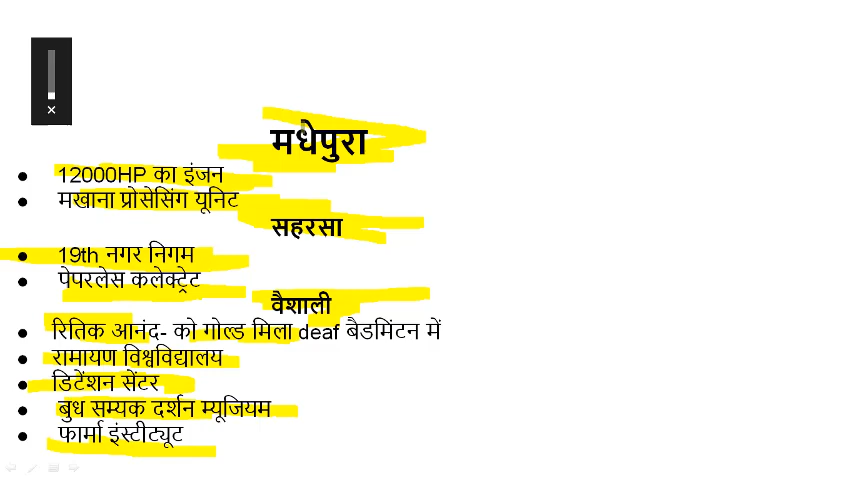 मधेपुरा
● 12000HP का इंजन
● मखाना प्रोसेसिंग यूनिट
सहरसा
● 19th नगर निगम
● पेपरलेस कलेक्ट्रेट
वैशाली
● रितिक आनंद- को गोल्ड मिला deaf बैडमिंटन में
● रामायण विश्वविद्यालय
● डिटेंशन सेंटर
● बुध सम्यक दर्शन म्यूजियम
● फार्मा इंस्टीट्यूट